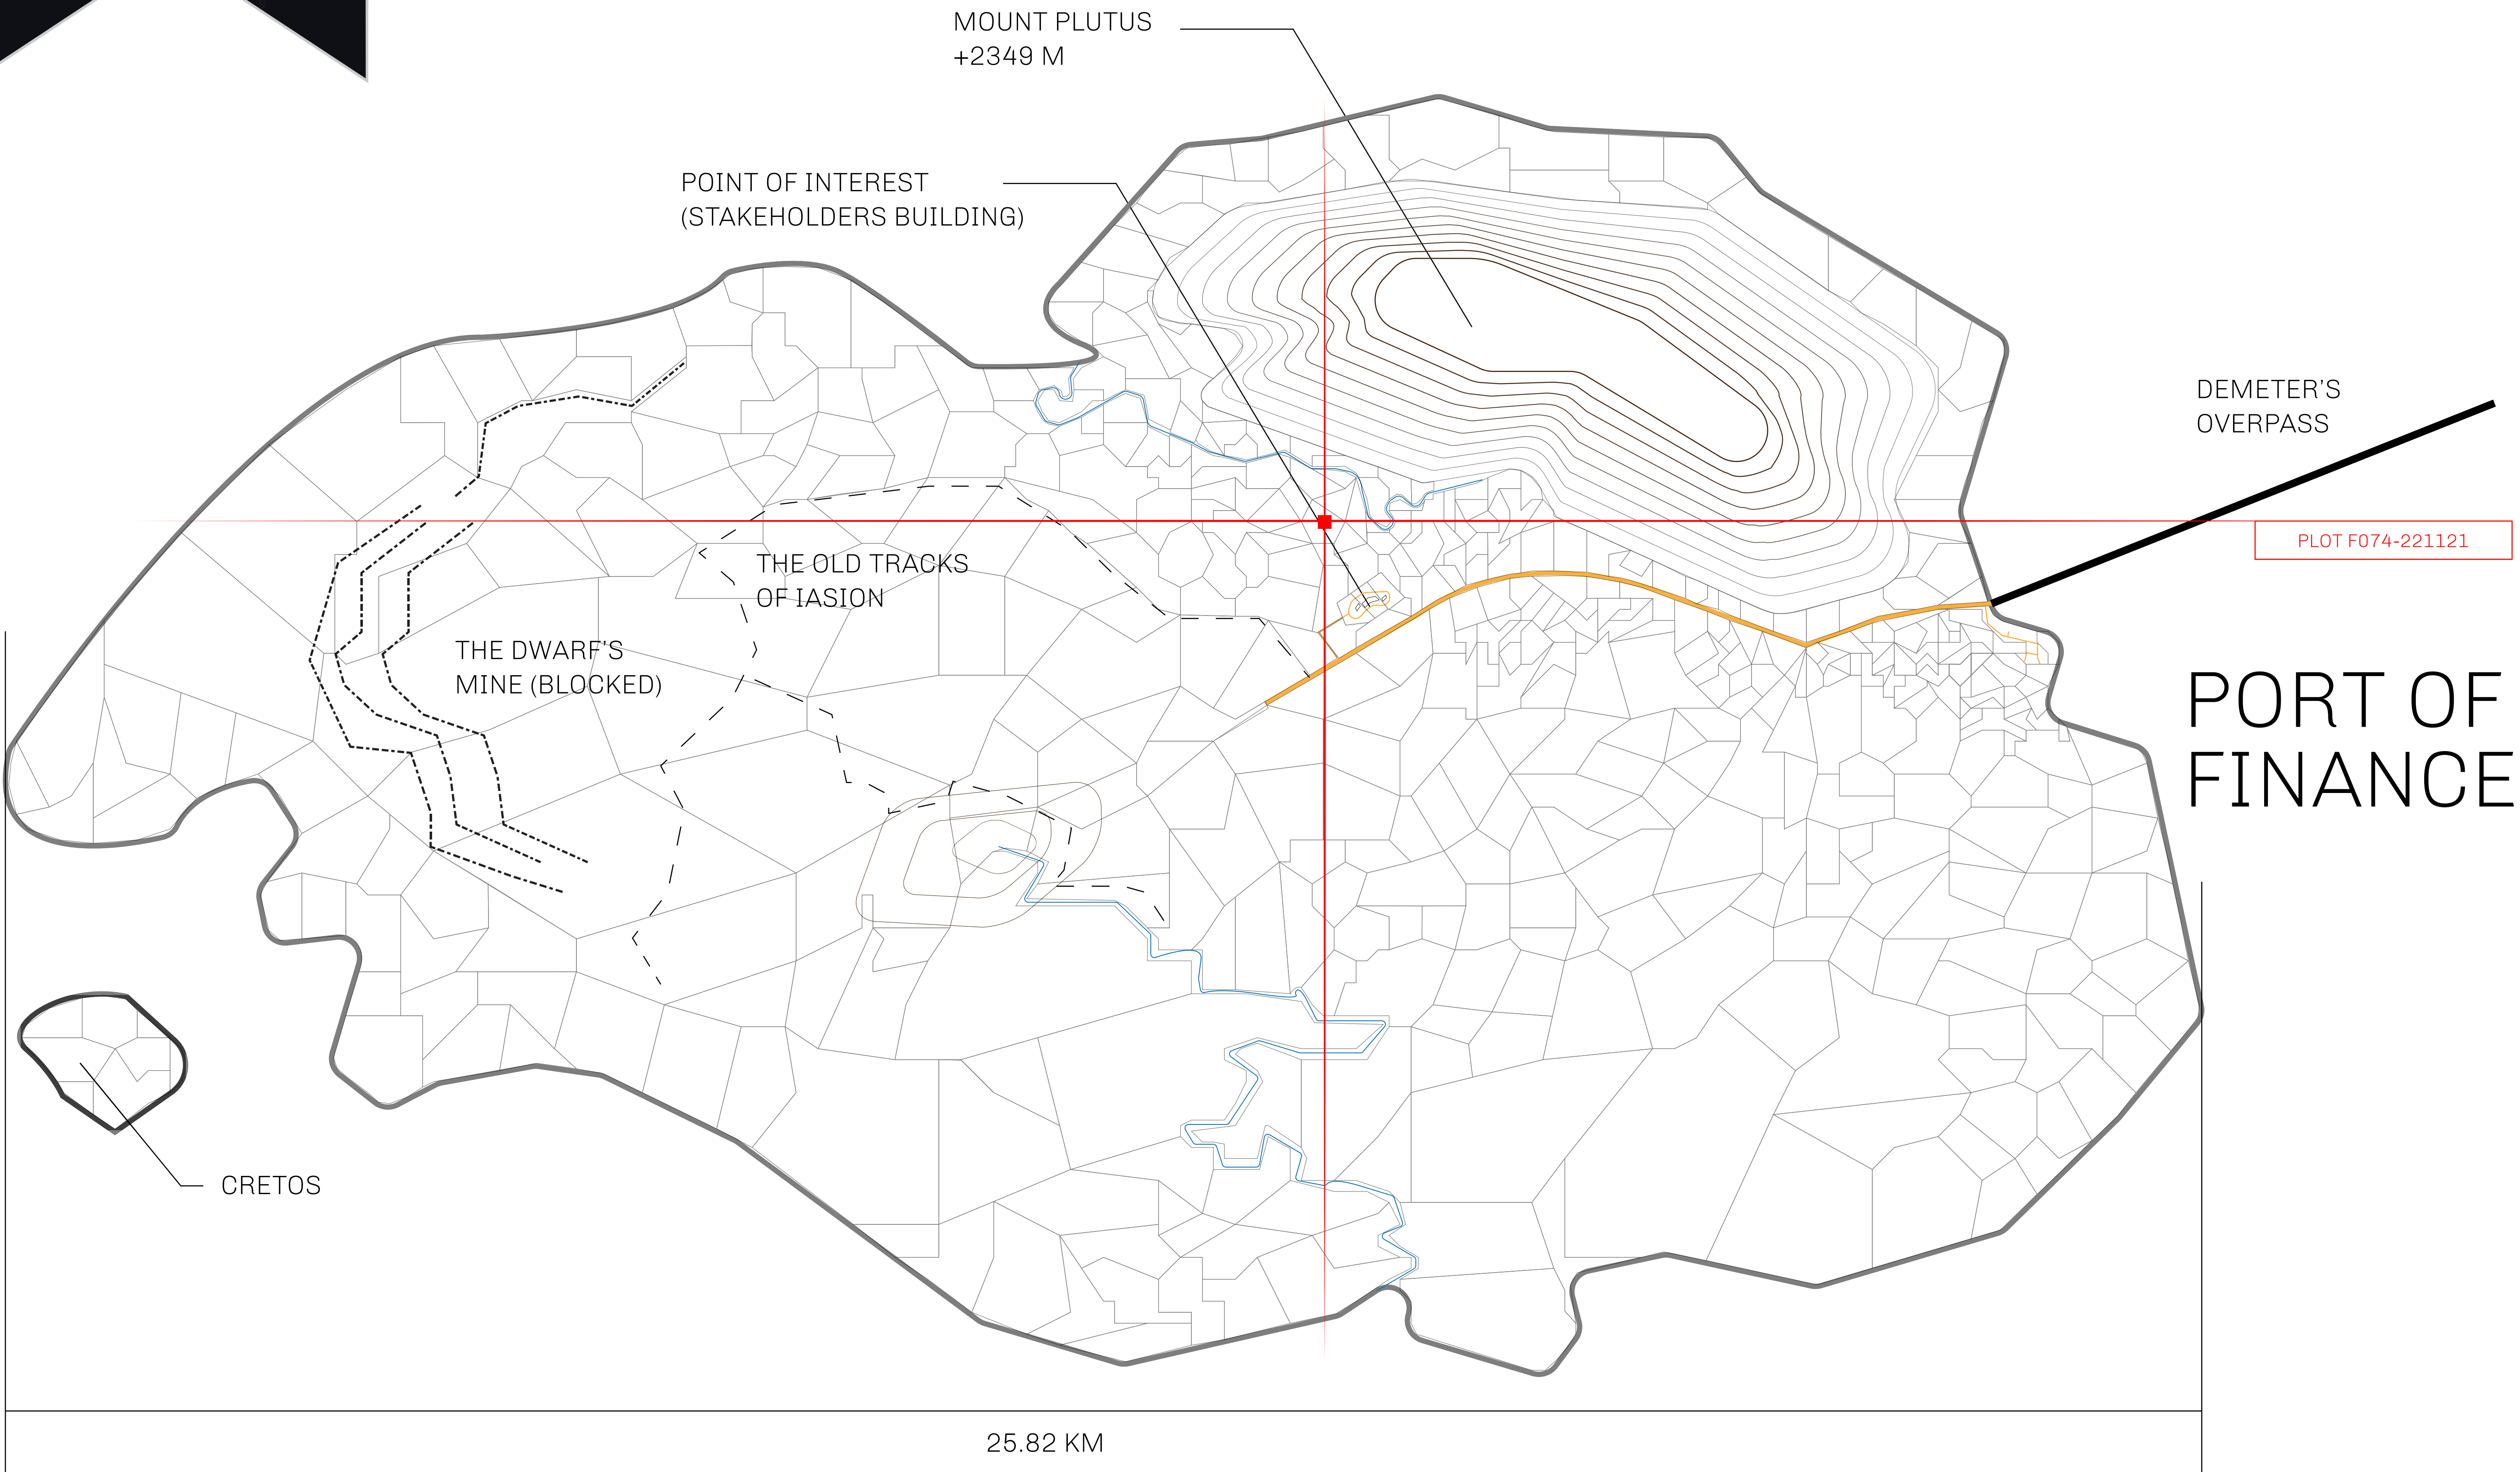 MOUNT PLUTUS
+2349 M
POINT OF INTEREST
(STAKEHOLDERS BUILDING)
DEMETER'S
OVERPASS
PLOT F074-221121
THE OLD TRACKS
OF IASION
THE DWARF'S
MINE (BLOCKED)
PORT OF
FINANCE
CRETOS
25.82 KM